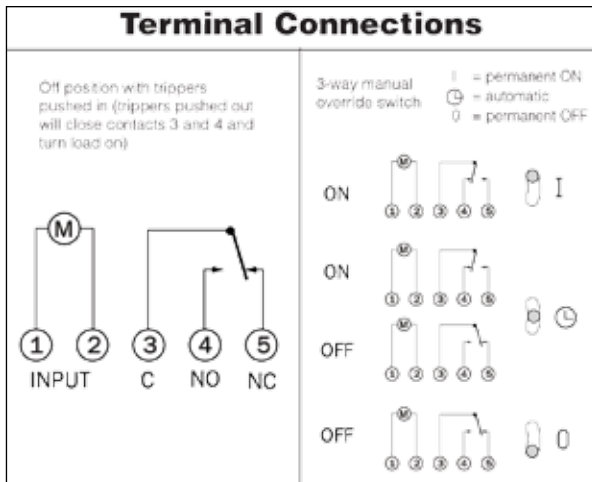 Terminal Connections
Off position with trippers
pushed in (trippers pushed out
will close contacts 3 and 4 and
turn load on)
M
1 2 3 4 5
INPUT C NO NC
3-way manual
override switch
I = permanent ON
= automatic
0 = permanent OFF
ON
M
1 2 3 4 5
I
ON
M
1 2 3 4 5
OFF
M
1 2 3 4 5
OFF
M
1 2 3 4 5
0